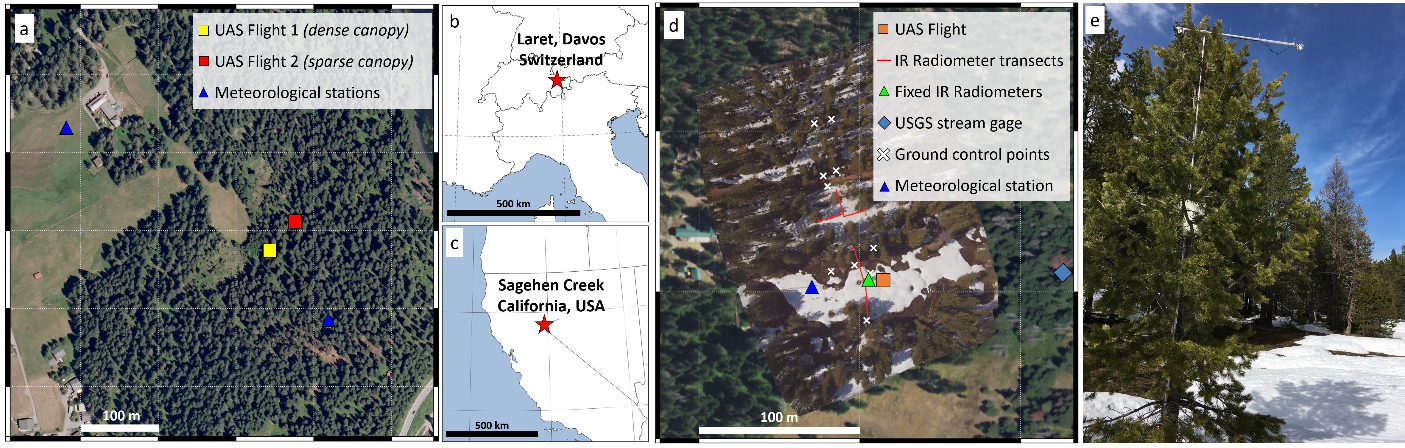 a
UAS Flight 1 (dense canopy)
UAS Flight 2 (sparse canopy)
Meteorological stations
100 m
b
Laret, Davos
Switzerland
500 km
c
Sagehen Creek
California, USA
500 km
d
UAS Flight
IR Radiometer transects
Fixed IR Radiometers
USGS stream gage
Ground control points
Meteorological station
100 m
e